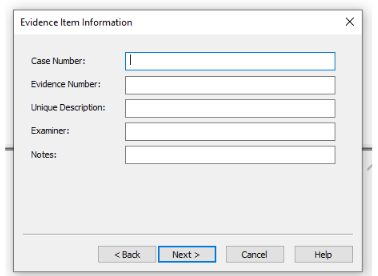 Evidence Item Information
Case Number:
Evidence Number:
Unique Description:
Examiner:
Notes:
< Back Next > Cancel Help